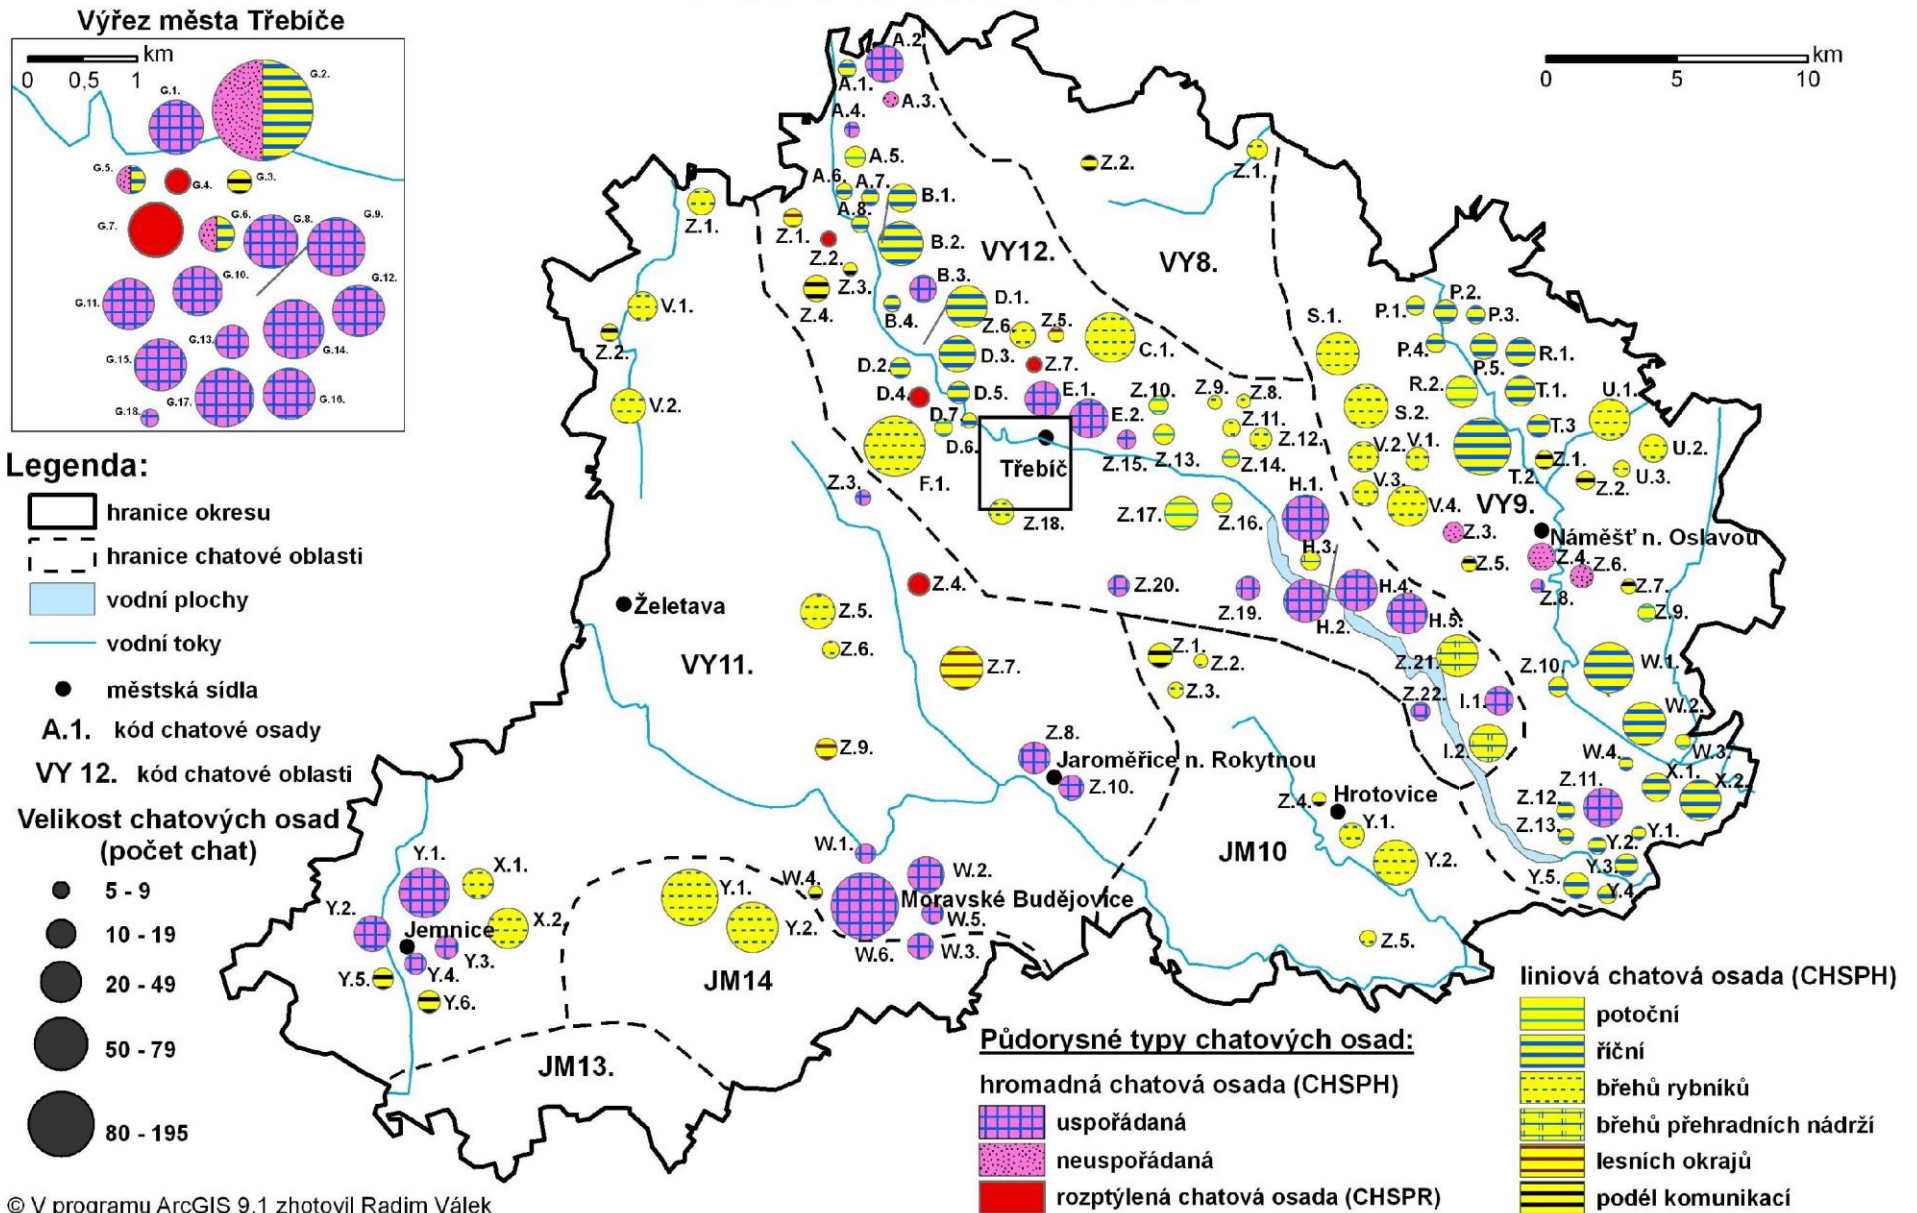 Výřez města Třebíče
km
0 0,5 1
G.1.
G.2.
G.5.
G.4.
G.3.
G.7.
G.6.
G.8.
G.9.
G.10.
G.11.
G.12.
G.13.
G.14.
G.15.
G.16.
G.17.
G.18.
km
0 5 10
A.2
A.1.
A.3.
A.4.
A.5.
A.6.
A.7.
A.8.
B.1.
B.2.
B.3.
B.4.
VY12.
VY8.
Z.2.
Z.1.
Z.1.
Z.1.
Z.2.
Z.3.
Z.4.
V.1.
Z.2.
V.2.
D.1.
Z.6.
Z.5.
C.1.
D.2.
D.3.
Z.7.
D.4.
D.5.
E.1.
Z.10.
Z.9.
Z.8.
D.7.
E.2.
Z.11.
D.6.
Z.12.
Třebíč
Z.15.
Z.13.
Z.14.
F.1.
Z.3.
Z.18.
Z.17.
Z.16.
H.1.
H.3.
S.1.
P.1.
P.2.
P.3.
P.4.
P.5.
R.1.
R.2.
T.1.
U.1.
S.2.
T.3
V.2.
V.1.
U.2.
Z.1.
U.3.
T.2.
Z.2.
V.3.
V.4.
VY9.
Z.3.
Náměšť n. Oslavou
Z.4.
Z.6.
Z.5.
Z.7.
Z.8.
Z.9.
Z.4.
Z.20.
Z.19.
H.4.
H.2.
H.5.
Želetava
Z.5.
Z.6.
VY11.
Z.7.
Z.1.
Z.2.
Z.3.
Z.21.
Z.10.
W.1.
Z.22.
I.1.
I.2.
W.2.
W.3.
W.4.
Z.9.
Z.8.
Jaroměřice n. Rokytnou
Z.10.
Z.4.
Hrotovice
Y.1.
Y.2.
JM10
Z.11.
X.1.
X.2.
Z.12.
Z.13.
Y.1.
Y.2.
Y.3.
Y.5.
Y.4.
Z.5.
Y.1.
X.1.
Y.2.
X.2.
Jemnice
Y.3.
Y.4.
Y.5.
Y.6.
Y.1.
Y.2.
JM14
W.1.
W.2.
W.4.
Moravské Budějovice
W.5.
W.6.
W.3.
JM13.
Legenda:
hranice okresu
hranice chatové oblasti
vodní plochy
vodní toky
městská sídla
A.1. kód chatové osady
VY 12. kód chatové oblasti
Velikost chatových osad
(počet chat)
5 - 9
10 - 19
20 - 49
50 - 79
80 - 195
© V programu ArcGIS 9.1 zhotovil Radim Válek
Půdorysné typy chatových osad:
hromadná chatová osada (CHSPH)
uspořádaná
neuspořádaná
rozptýlená chatová osada (CHSPR)
liniová chatová osada (CHSPH)
potoční
říční
břehů rybníků
břehů přehradních nádrží
lesních okrajů
podél komunikací